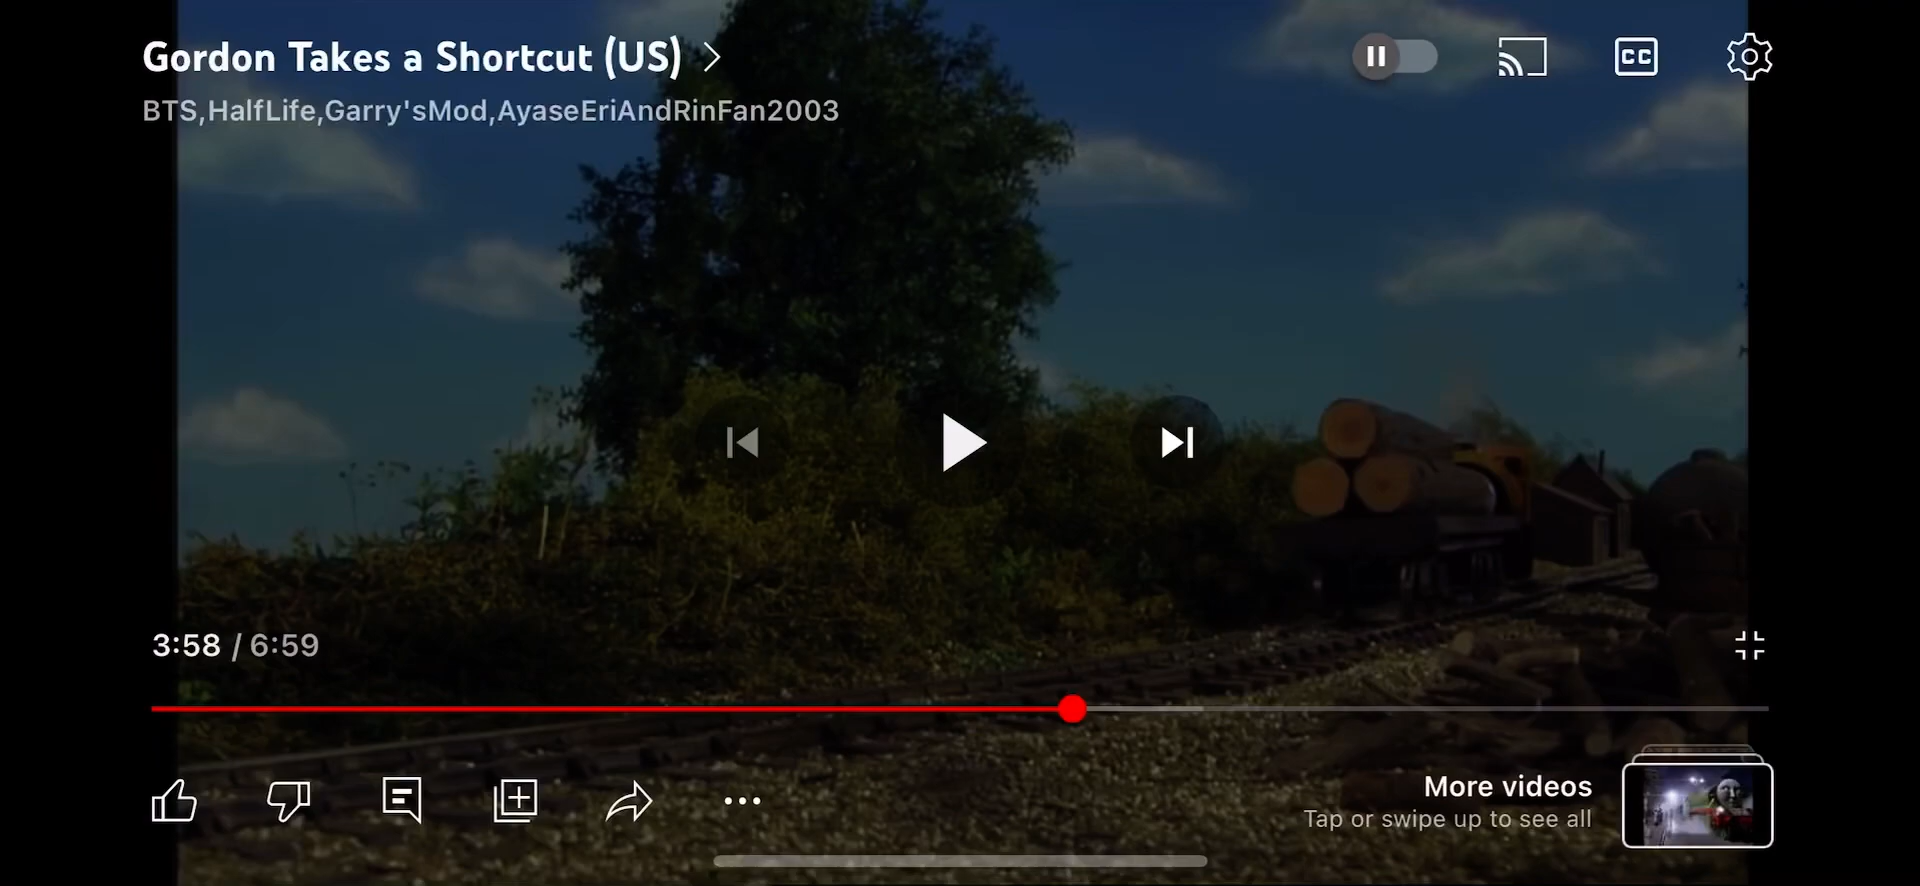 Gordon Takes a Shortcut (US)
BTS,HalfLife,Garry'sMod,AyaseEriAndRinFan2003
CC
3:58 / 6:59
More videos
Tap or swipe up to see all